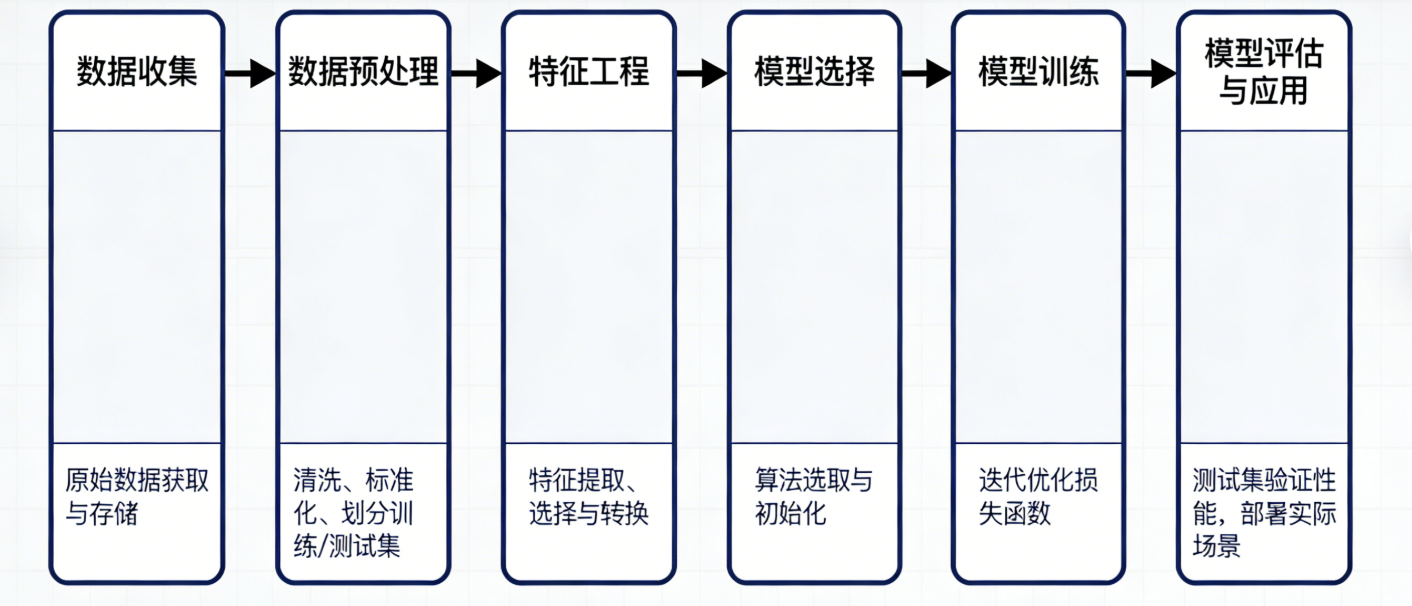 数据收集
数据预处理
特征工程
模型选择
模型训练
模型评估
与应用
原始数据获取
与存储
清洗、标准
化、划分训
练/测试集
特征提取、
选择与转换
算法选取与
初始化
迭代优化损
失函数
测试集验证性
能，部署实际
场景